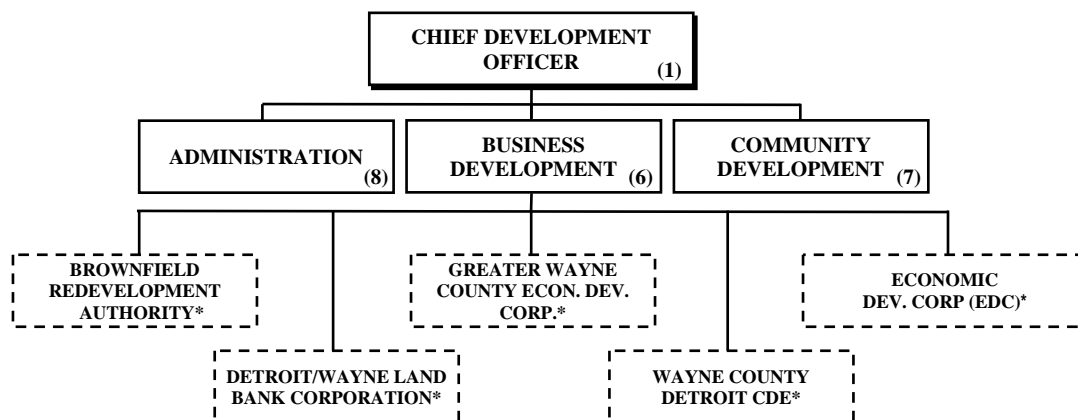 CHIEF DEVELOPMENT
OFFICER
(1)
ADMINISTRATION
(8)
BUSINESS
DEVELOPMENT
(6)
COMMUNITY
DEVELOPMENT
(7)
BROWNFIELD
REDEVELOPMENT
AUTHORITY*
GREATER WAYNE
COUNTY ECON. DEV.
CORP.*
ECONOMIC
DEV. CORP (EDC)*
DETROIT/WAYNE LAND
BANK CORPORATION*
WAYNE COUNTY
DETROIT CDE*